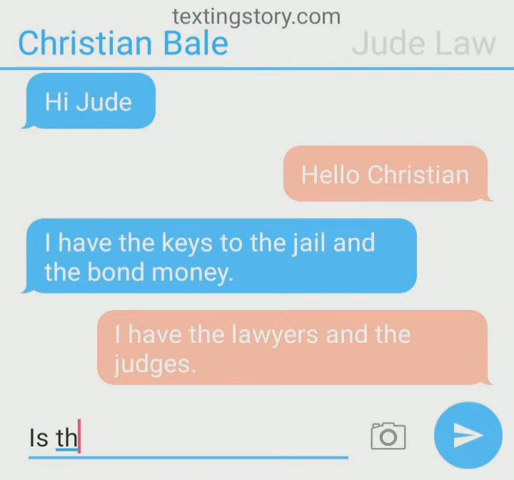 textingstory.com
Christian Bale
Jude Law
Hi Jude
Hello Christian
I have the keys to the jail and
the bond money.
I have the lawyers and the
judges.
Is th